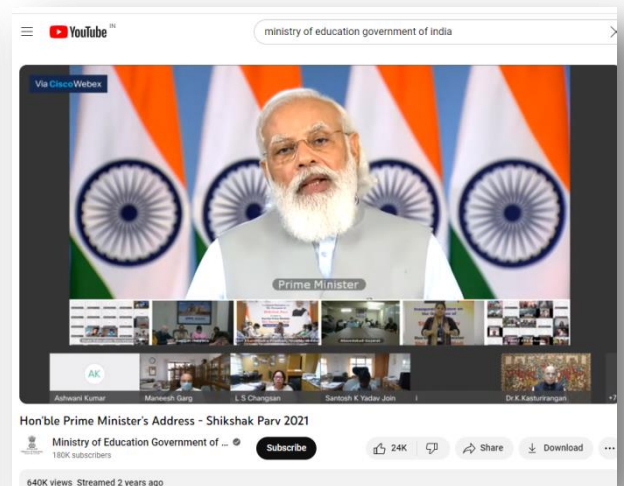 YouTube IN
ministry of education government of india
Via Cisco Webex
Prime Minister
AK
Ashwani Kumar
Maneesh Garg
L S Changsan
Santosh K Yadav Join
Dr.K.Kasturirangan
+7
Hon'ble Prime Minister's Address - Shikshak Parv 2021
Ministry of Education Government of ...
180K subscribers
Subscribe
24K
Share
Download
640K views Streamed 2 years ago